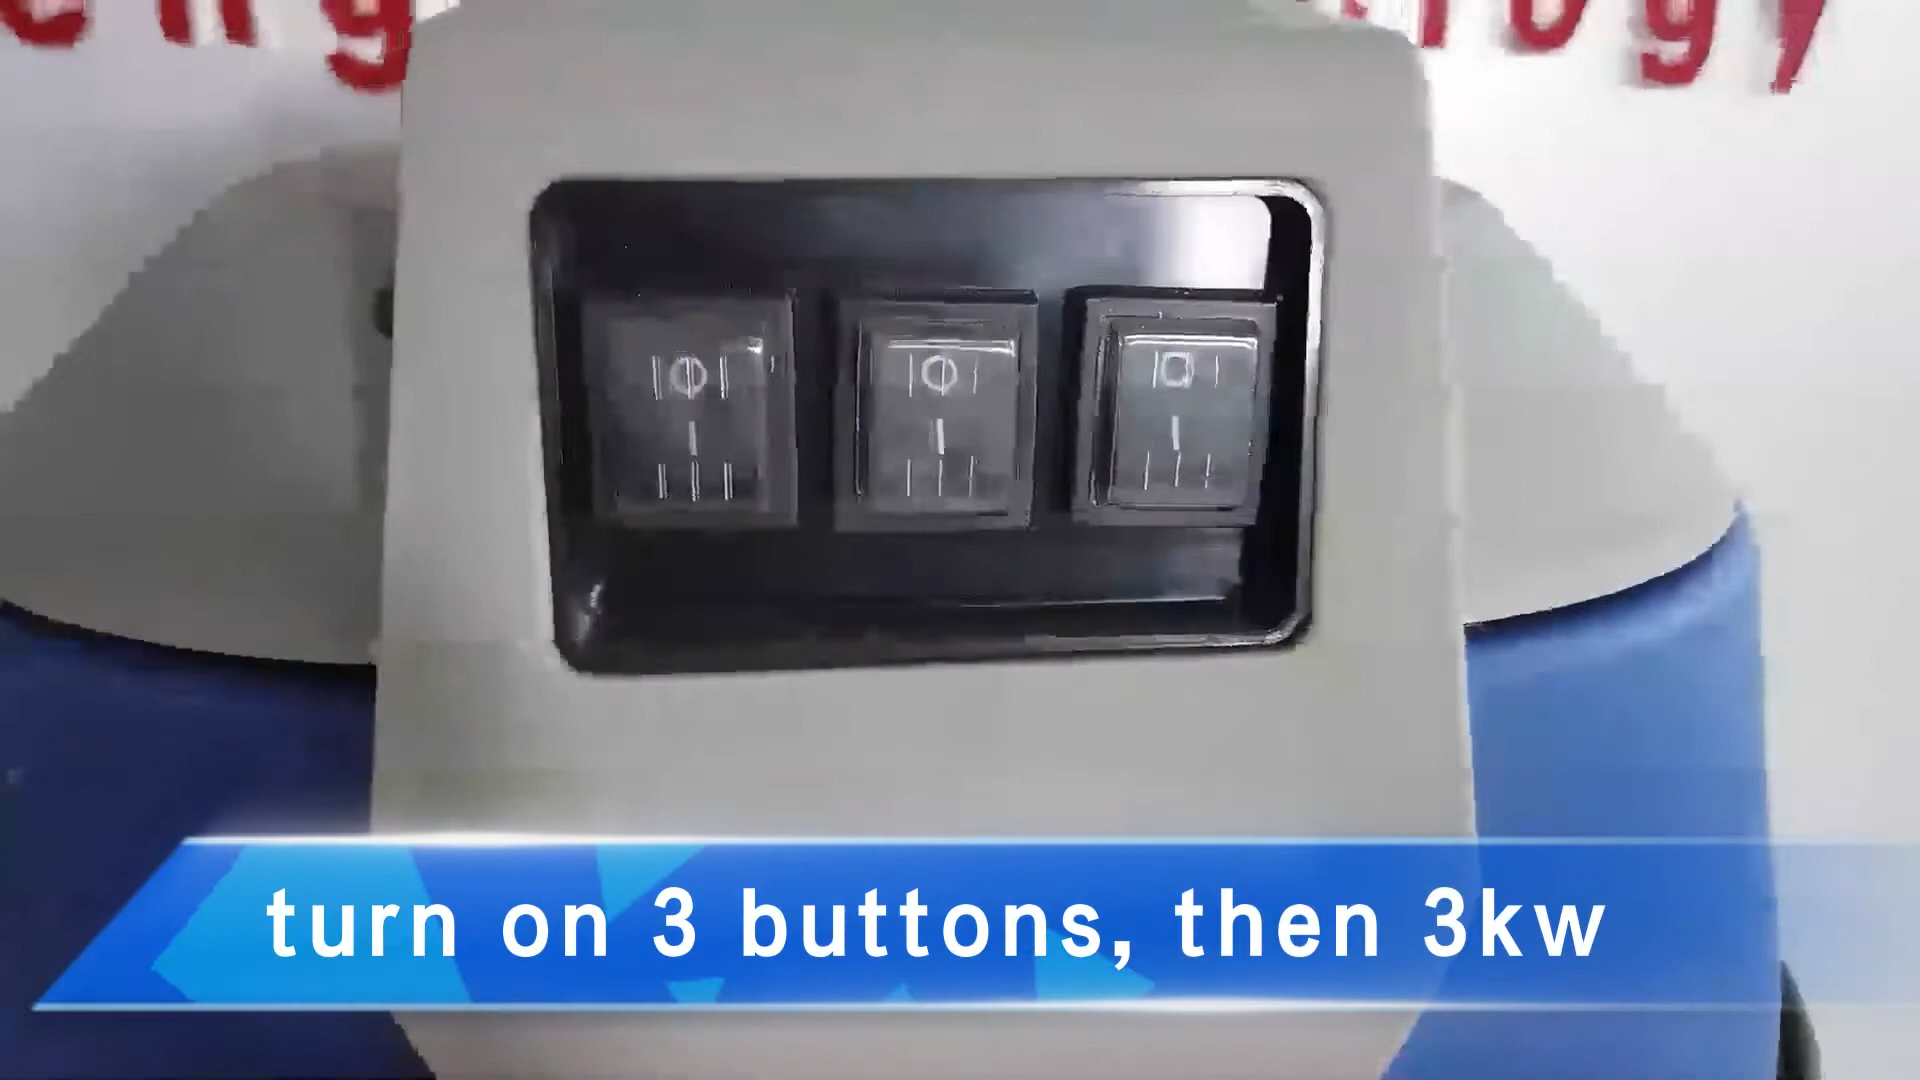 turn on 3 buttons, then 3kw